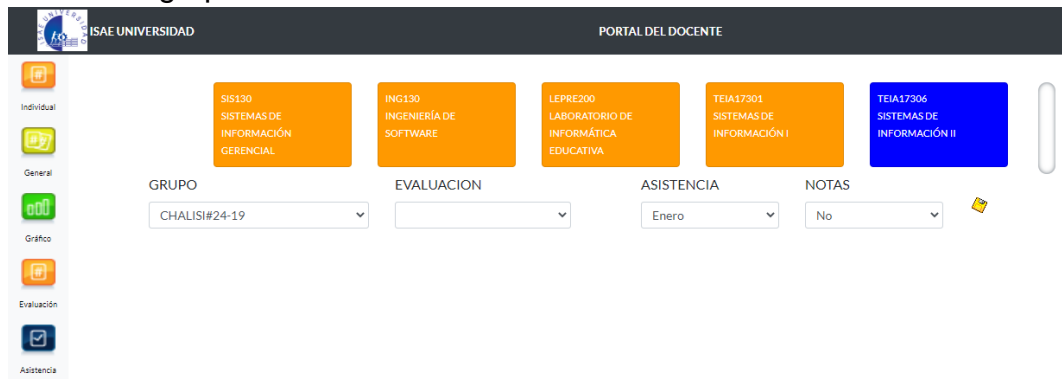 ISAE UNIVERSIDAD
ISAE UNIVERSIDAD
PORTAL DEL DOCENTE
Individual
General
Gráfico
Evaluación
Asistencia
SIS130
SISTEMAS DE
INFORMACIÓN
GERENCIAL
ING130
INGENIERÍA DE
SOFTWARE
LEPRE200
LABORATORIO DE
INFORMÁTICA
EDUCATIVA
TEIA17301
SISTEMAS DE
INFORMACIÓN I
TEIA17306
SISTEMAS DE
INFORMACIÓN II
GRUPO
CHALISI#24-19
EVALUACION
ASISTENCIA
Enero
NOTAS
No